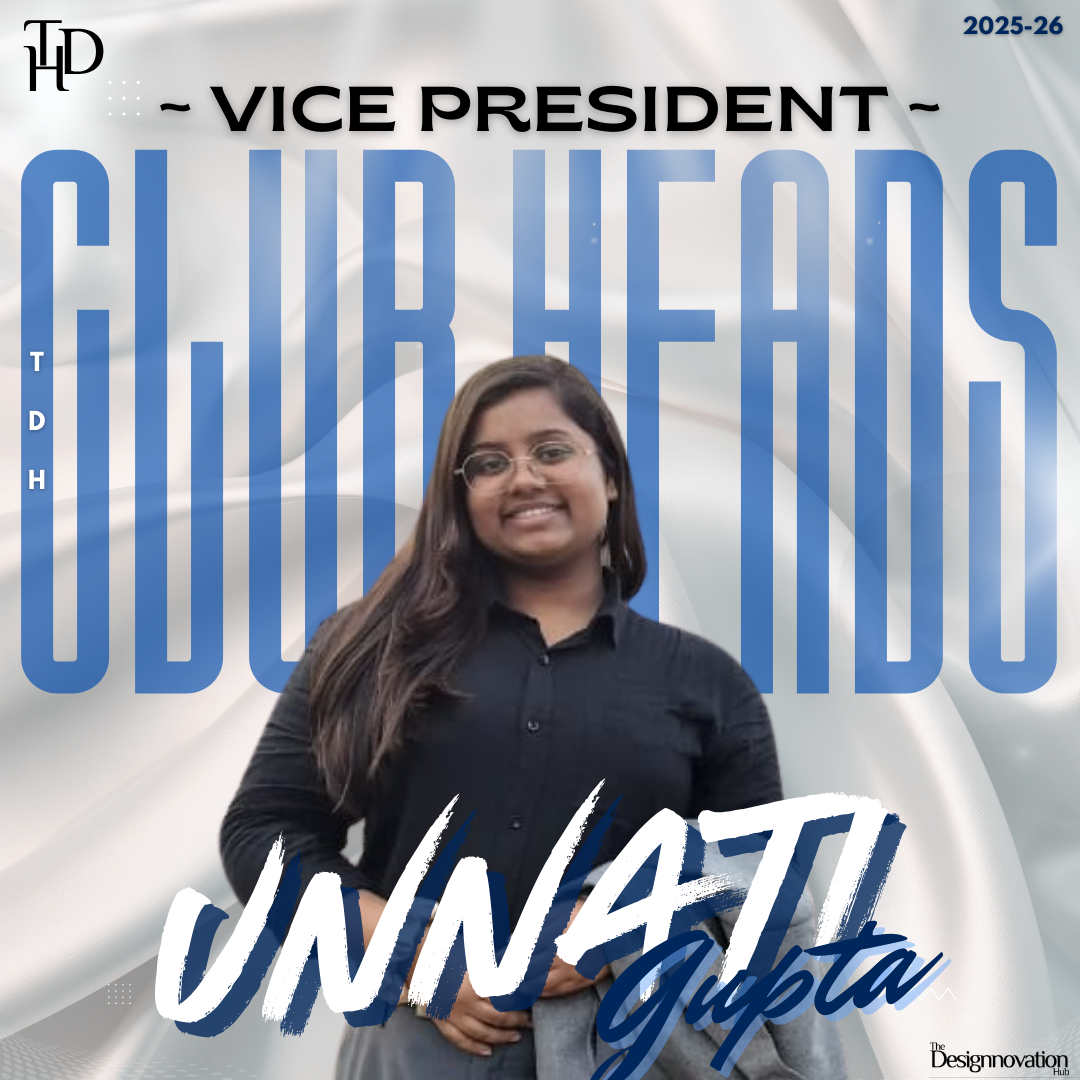 THD
2025-26
~ VICE PRESIDENT ~
CLUB HEADS
T
D
H
UNNATI
Gupta
The
Designnovation
Hub